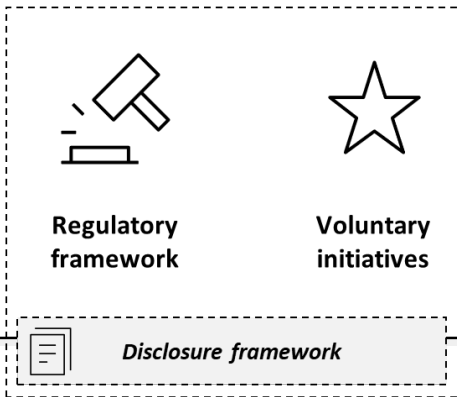 Regulatory
framework
Voluntary
initiatives
Disclosure framework